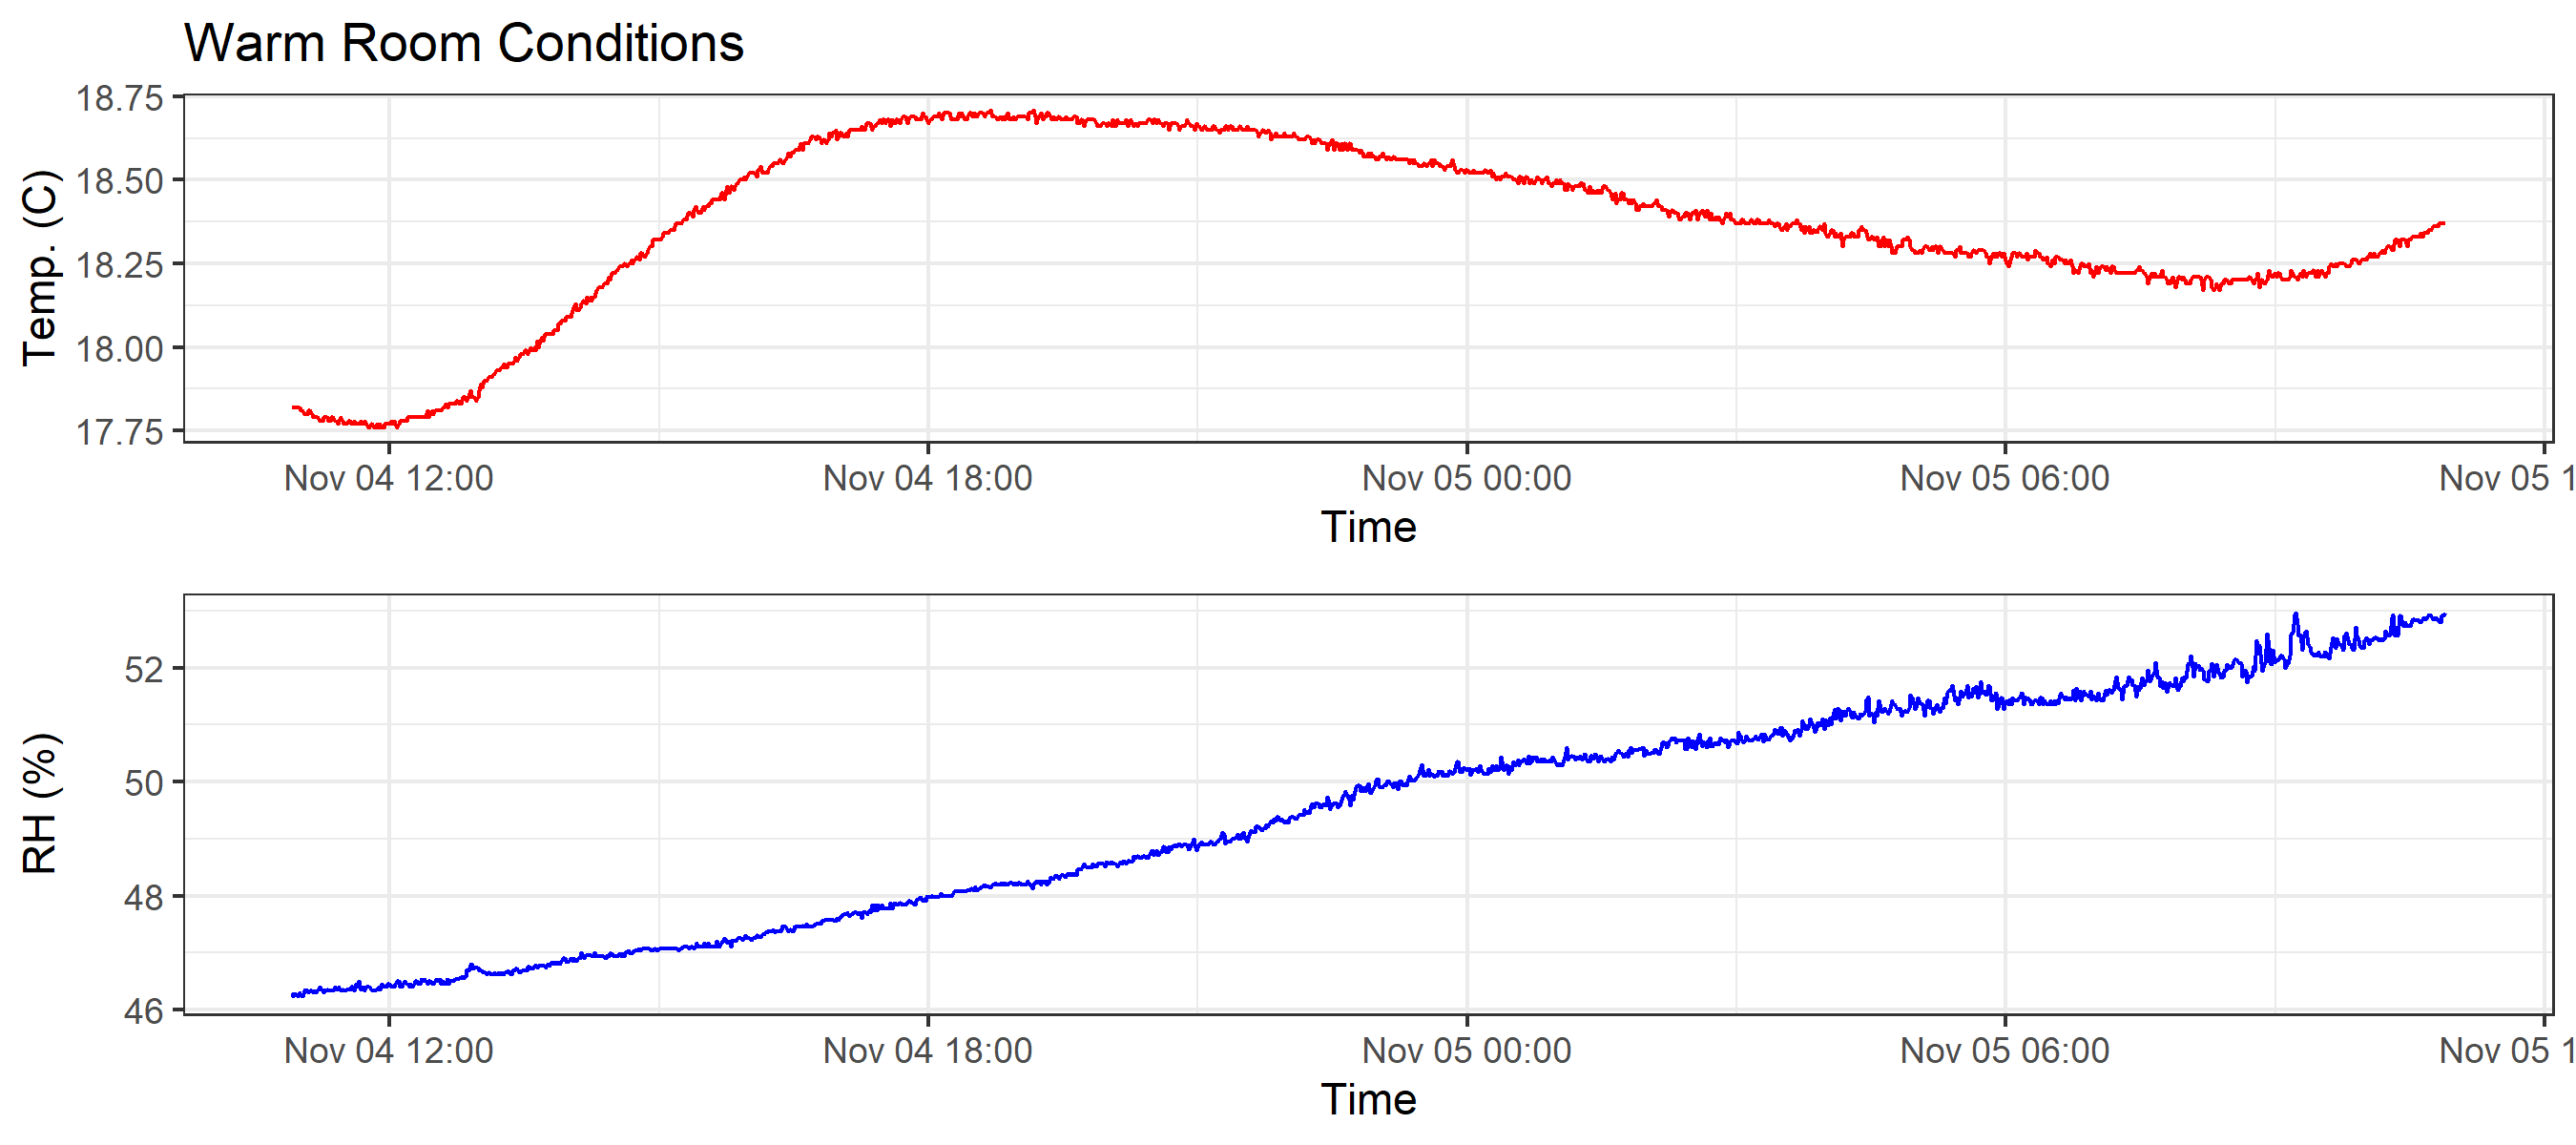 Warm Room Conditions
Temp. (C)
18.75
18.50
18.25
18.00
17.75
Nov 04 12:00 Nov 04 18:00 Nov 05 00:00 Nov 05 06:00 Nov 05 1
Time
RH (%)
52
50
48
46
Nov 04 12:00 Nov 04 18:00 Nov 05 00:00 Nov 05 06:00 Nov 05 1
Time